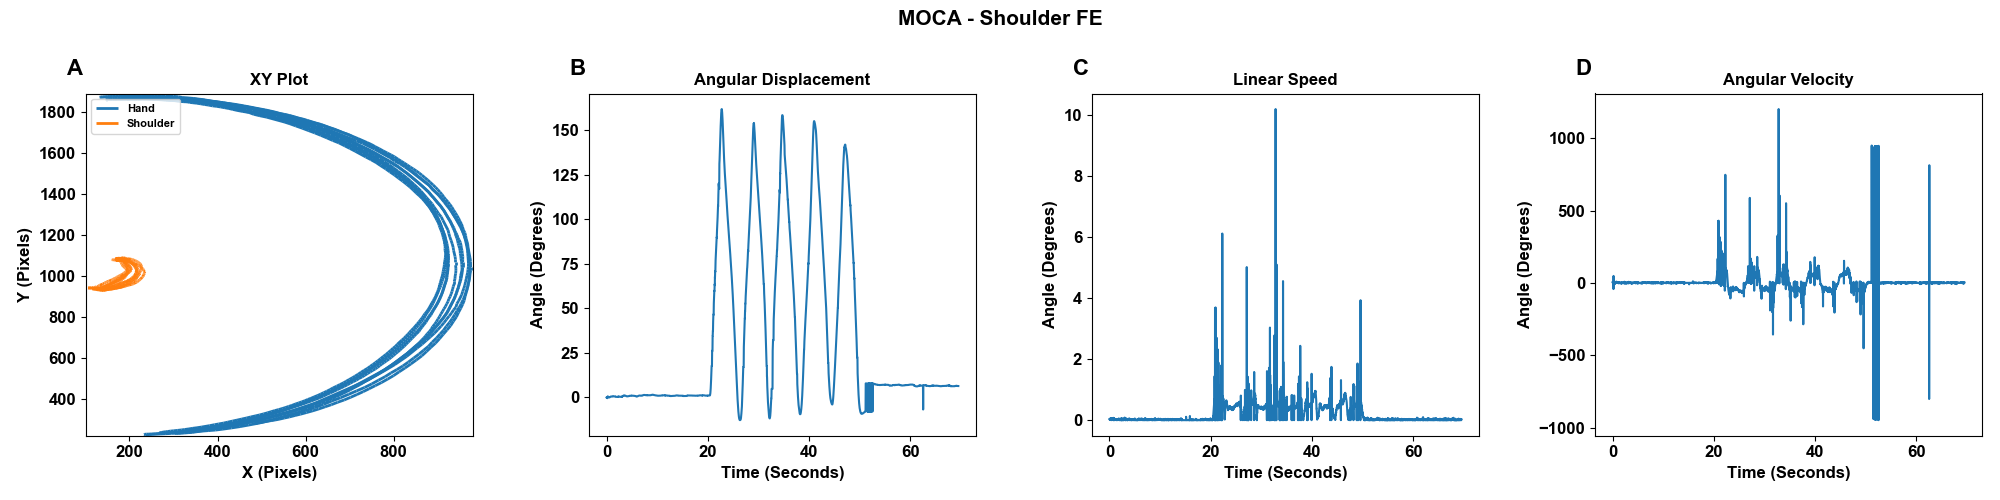 MOCA - Shoulder FE
A
XY Plot
Hand
Shoulder
1800
1600
1400
1200
1000
800
600
400
200
400
600
800
Y (Pixels)
X (Pixels)
B
Angular Displacement
150
125
100
75
50
25
0
0
20
40
60
Angle (Degrees)
Time (Seconds)
C
Linear Speed
10
8
6
4
2
0
0
20
40
60
Angle (Degrees)
Time (Seconds)
D
Angular Velocity
1000
500
0
−500
−1000
0
20
40
60
Angle (Degrees)
Time (Seconds)